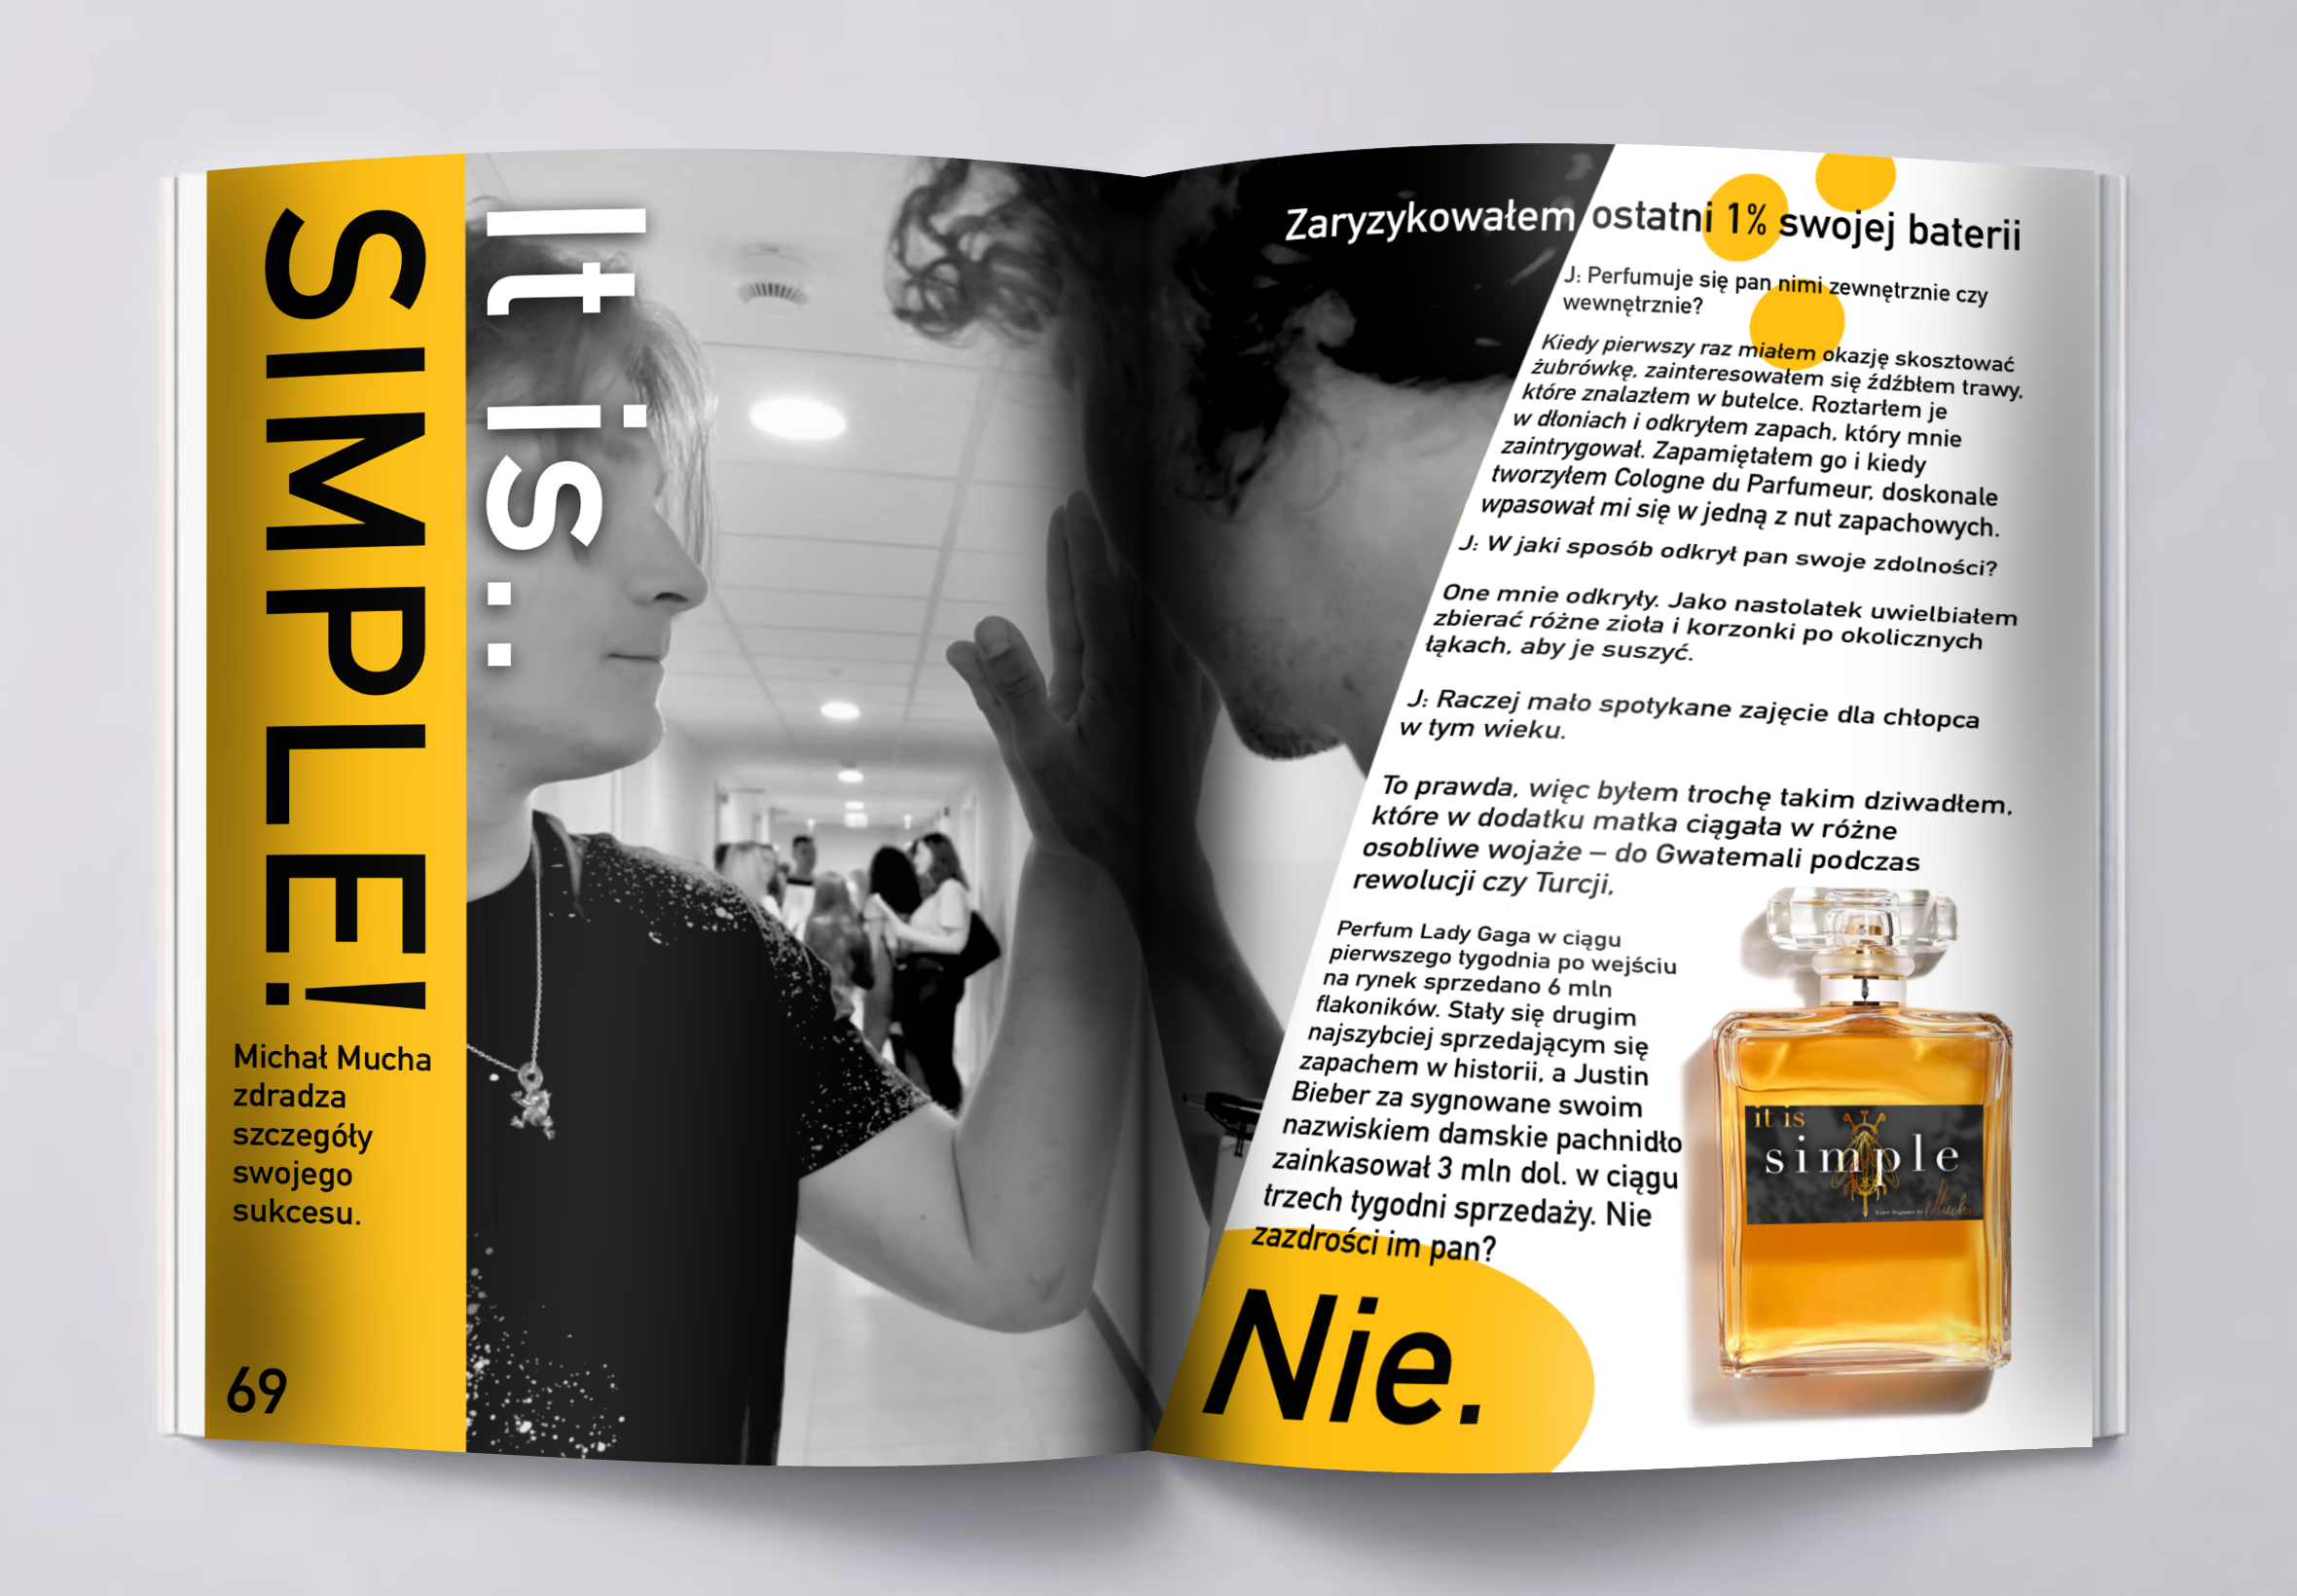 SIMPLE!
It is..
Michał Mucha
zdradza
szczegóły
swojego
sukcesu.
69
Zaryzykowałem ostatni 1% swojej baterii
J: Perfumuje się pan nimi zewnętrznie czy
wewnętrznie?
Kiedy pierwszy raz miałem okazję skosztować
żubrówkę, zainteresowałem się źdźbłem trawy,
które znalazłem w butelce. Roztarłem je
w dłoniach i odkryłem zapach, który mnie
zaintrygował. Zapamiętałem go i kiedy
tworzyłem Cologne du Parfumeur, doskonale
wpasował mi się w jedną z nut zapachowych.
J: W jaki sposób odkrył pan swoje zdolności?
One mnie odkryły. Jako nastolatek uwielbiałem
zbierać różne zioła i korzonki po okolicznych
łąkach, aby je suszyć.
J: Raczej mało spotykane zajęcie dla chłopca
w tym wieku.
To prawda, więc byłem trochę takim dziwadłem,
które w dodatku matka ciągała w różne
osobliwe wojaże – do Gwatemali podczas
rewolucji czy Turcji,
Perfum Lady Gaga w ciągu
pierwszego tygodnia po wejściu
na rynek sprzedano 6 mln
flakoników. Stały się drugim
najszybciej sprzedającym się
zapachem w historii, a Justin
Bieber za sygnowane swoim
nazwiskiem damskie pachnidło
zainkasował 3 mln dol. w ciągu
trzech tygodni sprzedaży. Nie
zazdrości im pan?
Nie.
it is
simple
Mucha